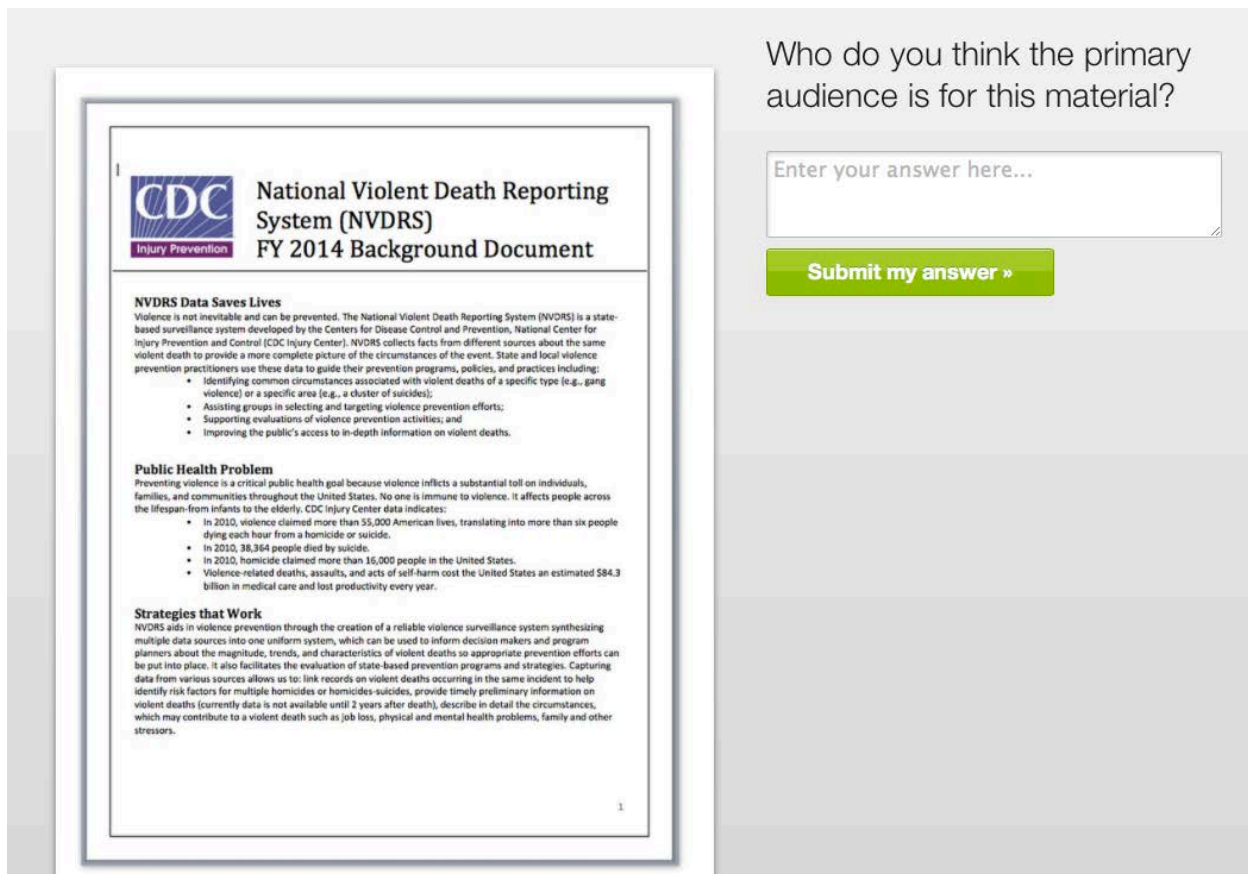 Who do you think the primary
audience is for this material?
Enter your answer here...
Submit my answer »
CDC
Injury Prevention
National Violent Death Reporting
System (NVDRS)
FY 2014 Background Document
NVDRS Data Saves Lives
Violence is not inevitable and can be prevented. The National Violent Death Reporting System (NVDRS) is a state-
based surveillance system developed by the Centers for Disease Control and Prevention, National Center for
Injury Prevention and Control (CDC Injury Center). NVDRS collects facts from different sources about the same
violent death to provide a more complete picture of the circumstances of the event. State and local violence
prevention practitioners use these data to guide their prevention programs, policies, and practices including:
• Identifying common circumstances associated with violent deaths of a specific type (e.g., gang
violence) or a specific area (e.g., a cluster of suicides);
• Assisting groups in selecting and targeting violence prevention efforts;
• Supporting evaluations of violence prevention activities; and
• Improving the public's access to in-depth information on violent deaths.
Public Health Problem
Preventing violence is a critical public health goal because violence inflicts a substantial toll on individuals,
families, and communities throughout the United States. No one is immune to violence. It affects people across
the lifespan-from infants to the elderly. CDC Injury Center data indicates:
• In 2010, violence claimed more than 55,000 American lives, translating into more than six people
dying each hour from a homicide or suicide.
• In 2010, 38,364 people died by suicide.
• In 2010, homicide claimed more than 16,000 people in the United States.
• Violence-related deaths, assaults, and acts of self-harm cost the United States an estimated $84.3
billion in medical care and lost productivity every year.
Strategies that Work
NVDRS aids in violence prevention through the creation of a reliable violence surveillance system synthesizing
multiple data sources into one uniform system, which can be used to inform decision makers and program
planners about the magnitude, trends, and characteristics of violent deaths so appropriate prevention efforts can
be put into place. It also facilitates the evaluation of state-based prevention programs and strategies. Capturing
data from various sources allows us to: link records on violent deaths occurring in the same incident to help
identify risk factors for multiple homicides or homicides-suicides, provide timely preliminary information on
violent deaths (currently data is not available until 2 years after death), describe in detail the circumstances,
which may contribute to a violent death such as job loss, physical and mental health problems, family and other
stressors.
1